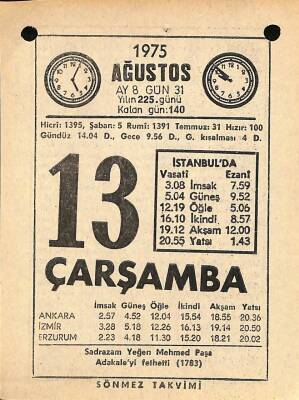 1975
AĞUSTOS
AY 8 GÜN 31
Yılın 225. günü
Kalan gün: 140
Hicrî: 1395, Şaban: 5 Rumî: 1391 Temmuz: 31 Hızır: 100
Gündüz 14.04 D., Gece 9.56 D., G. kısalması 4 D.
13
İSTANBUL'DA
Vasatî Ezanî
3.08 İmsak 7.59
5.04 Güneş 9.52
12.19 Öğle 5.06
16.10 İkindi 8.57
19.12 Akşam 12.00
20.55 Yatsı 1.43
ÇARŞAMBA
İmsak Güneş Öğle İkindi Akşam Yatsı
ANKARA 2.57 4.52 12.04 15.54 18.55 20.36
İZMİR 3.28 5.18 12.26 16.13 19.14 20.50
ERZURUM 2.23 4.18 11.30 15.20 18.21 20.02
Sadrazam Yeğen Mehmed Paşa
Adakale'yi fethetti (1783)
SÖNMEZ TAKVİMİ